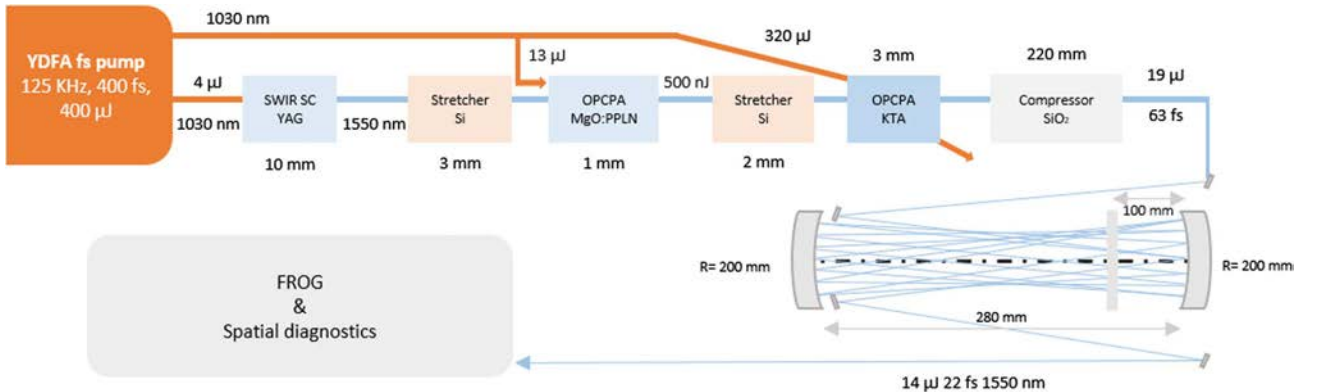 1030 nm
YDFA fs pump
125 KHz, 400 fs,
400 µJ
4 µJ
1030 nm
SWIR SC
YAG
10 mm
1550 nm
Stretcher
Si
3 mm
13 µJ
OPCPA
MgO:PPLN
1 mm
500 nJ
Stretcher
Si
2 mm
320 µJ
3 mm
OPCPA
KTA
220 mm
Compressor
SiO₂
19 µJ
63 fs
100 mm
R= 200 mm
R= 200 mm
280 mm
FROG
&
Spatial diagnostics
14 µJ 22 fs 1550 nm